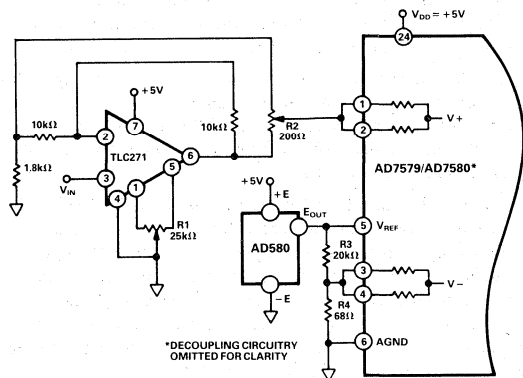 V_DD = +5V
24
+5V
10kΩ
2
7
TLC271
6
10kΩ
R2
200Ω
1
2
V+
AD7579/AD7580*
1.8kΩ
V_IN
3
4
1
5
R1
25kΩ
+5V
+E
E_OUT
AD580
-E
5
V_REF
R3
20kΩ
3
4
V-
R4
68Ω
6
AGND
*DECOUPLING CIRCUITRY
OMITTED FOR CLARITY